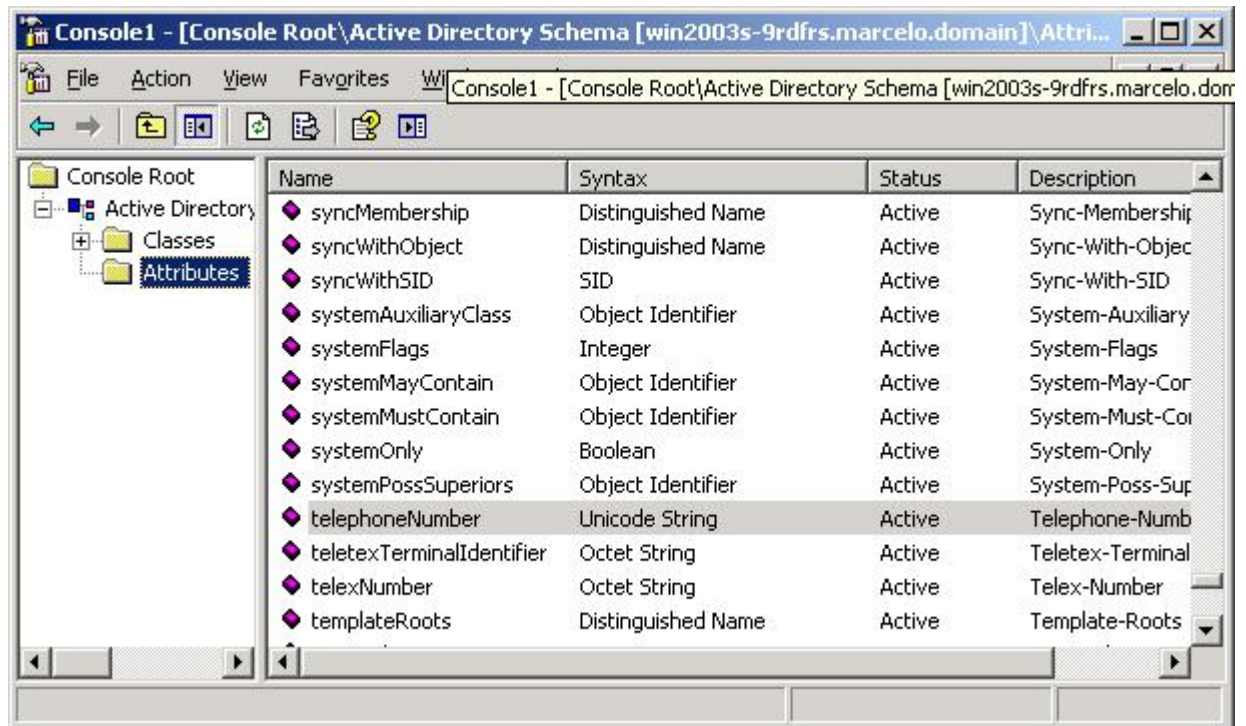 Console1 - [Console Root\Active Directory Schema [win2003s-9rdfrs.marcelo.domain]\Attri...
File Action View Favorites Wi
Console1 - [Console Root\Active Directory Schema [win2003s-9rdfrs.marcelo.dom
Console Root
Active Directory
Classes
Attributes
Name Syntax Status Description
syncMembership Distinguished Name Active Sync-Membership
syncWithObject Distinguished Name Active Sync-With-Objec
syncWithSID SID Active Sync-With-SID
systemAuxiliaryClass Object Identifier Active System-Auxiliary
systemFlags Integer Active System-Flags
systemMayContain Object Identifier Active System-May-Con
systemMustContain Object Identifier Active System-Must-Co
systemOnly Boolean Active System-Only
systemPossSuperiors Object Identifier Active System-Poss-Sup
telephoneNumber Unicode String Active Telephone-Numb
teletexTerminalIdentifier Octet String Active Teletex-Terminal
telexNumber Octet String Active Telex-Number
templateRoots Distinguished Name Active Template-Roots